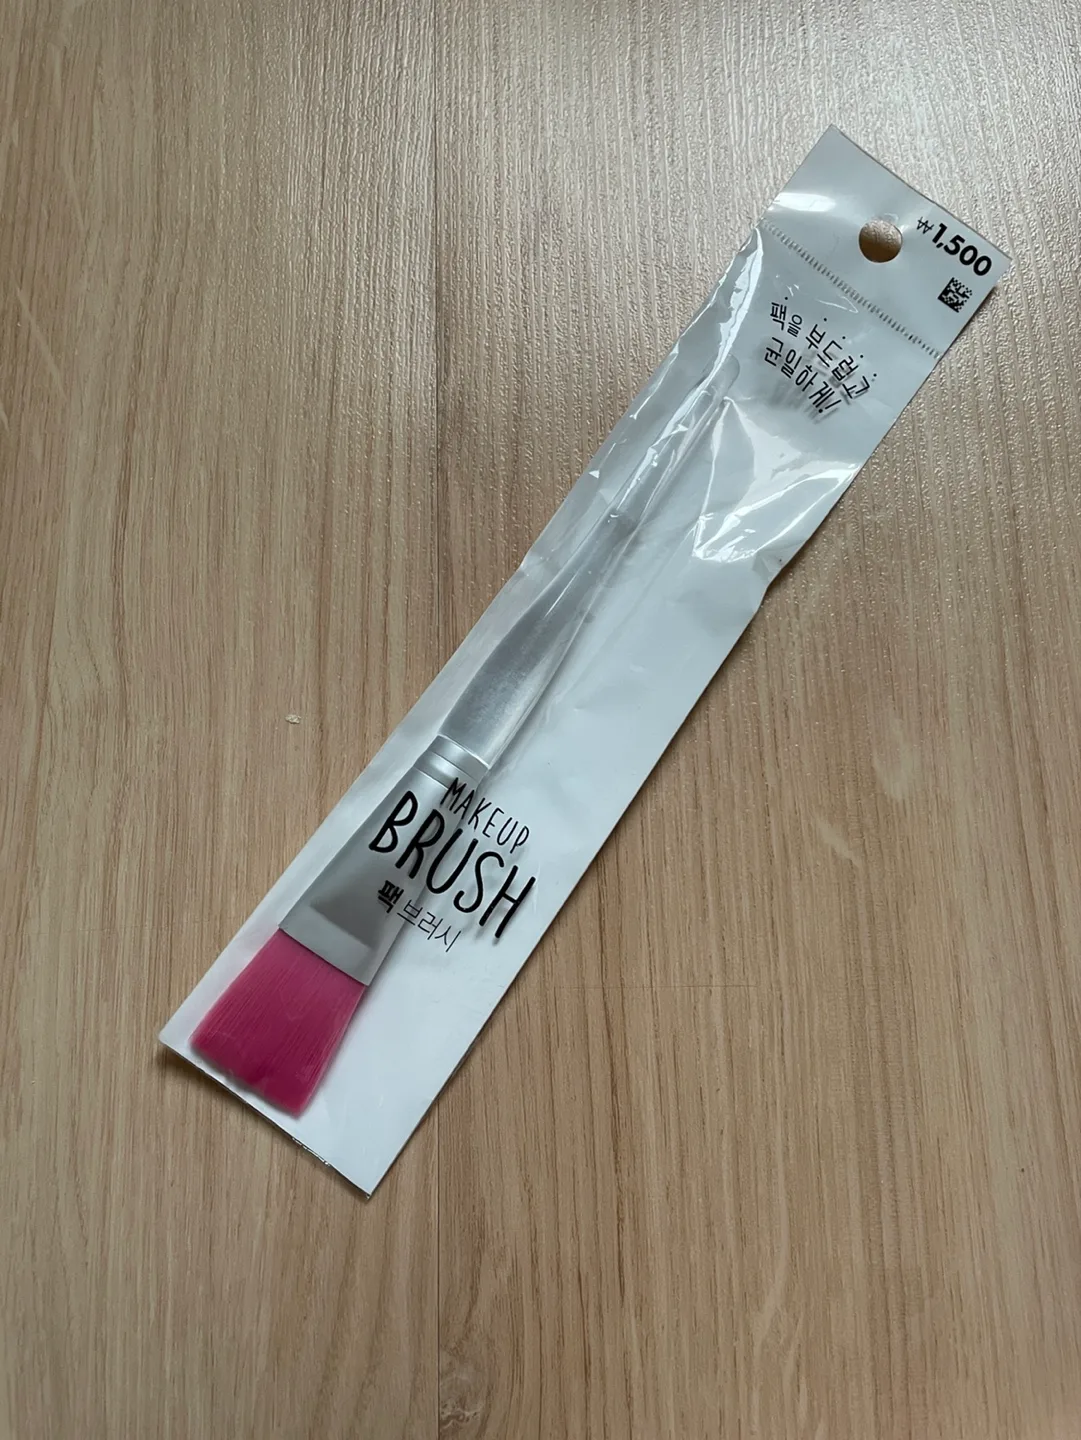 ₩1,500
팩을 부드럽고
균일하게!
MAKEUP
BRUSH
팩 브러시